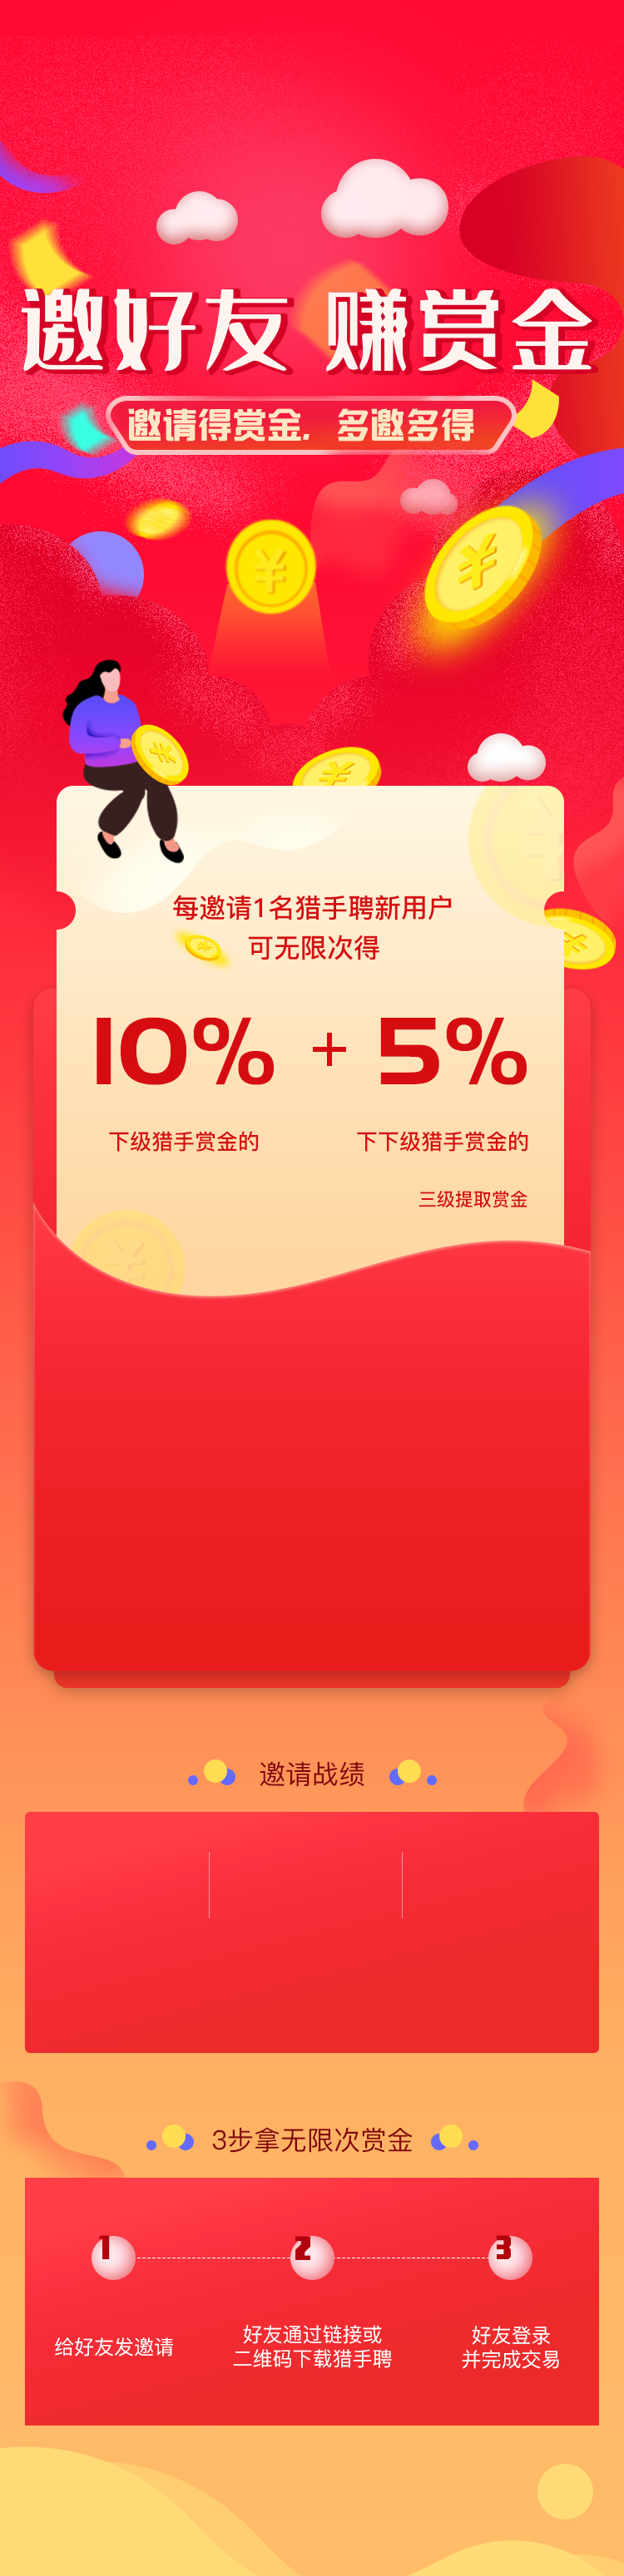 邀好友 赚赏金
邀请得赏金，多邀多得
每邀请1名猎手聘新用户
可无限次得
10% + 5%
下级猎手赏金的 下下级猎手赏金的
三级提取赏金
邀请战绩
3步拿无限次赏金
1 2 3
给好友发邀请
好友通过链接或
二维码下载猎手聘
好友登录
并完成交易